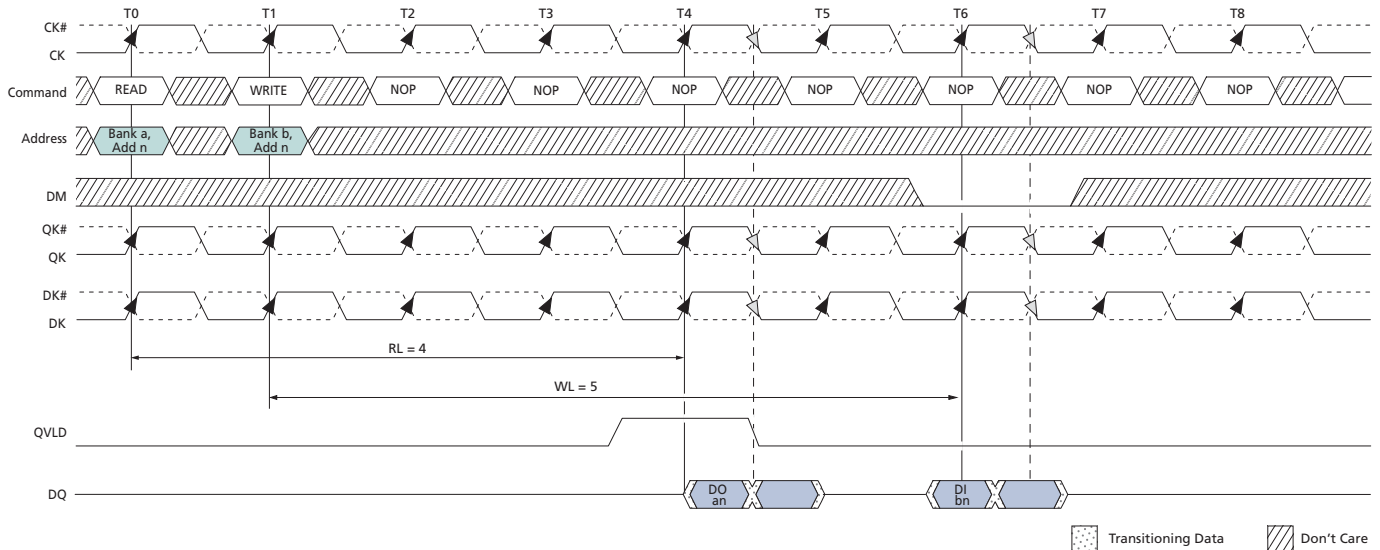 T0 T1 T2 T3 T4 T5 T6 T7 T8
CK#
CK
Command READ WRITE NOP NOP NOP NOP NOP NOP NOP
Address Bank a, Add n Bank b, Add n
DM
QK#
QK
DK#
DK
RL = 4
WL = 5
QVLD
DQ DO an DI bn
Transitioning Data Don't Care